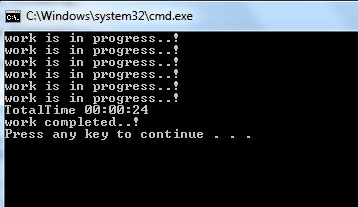 C:\Windows\system32\cmd.exe
work is in progress..!
work is in progress..!
work is in progress..!
work is in progress..!
work is in progress..!
work is in progress..!
TotalTime 00:00:24
work completed..!
Press any key to continue . . .